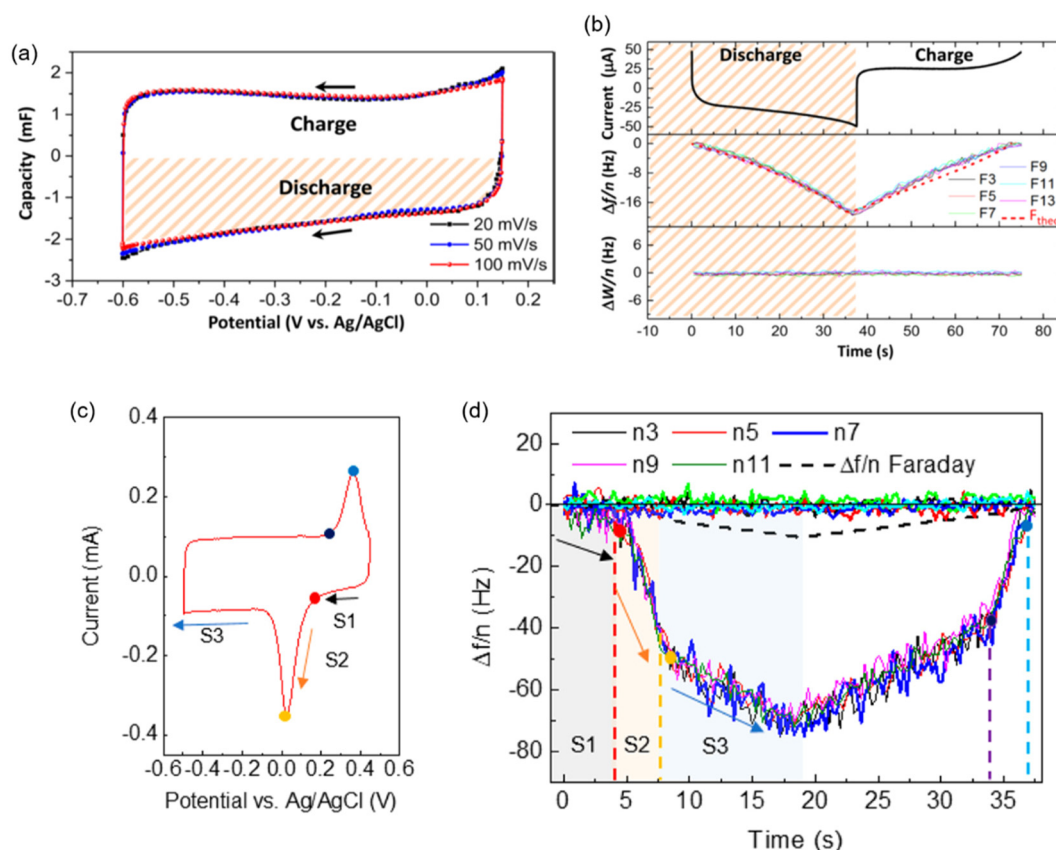 (a)
Capacity (mF)
2
1
0
-1
-2
-3
Charge
Discharge
20 mV/s
50 mV/s
100 mV/s
-0.7 -0.6 -0.5 -0.4 -0.3 -0.2 -0.1 0.0 0.1 0.2
Potential (V vs. Ag/AgCl)
(b)
Current (μA)
50
25
0
-25
-50
Discharge
Charge
Δf/n (Hz)
0
-8
-16
F9
F3 F11
F5 F13
F7 Ftheo
ΔW/n (Hz)
6
0
-6
-10 0 10 20 30 40 50 60 70 80
Time (s)
(c)
Current (mA)
0.4
0.2
0.0
-0.2
-0.4
S1
S2
S3
-0.6 -0.4 -0.2 0.0 0.2 0.4 0.6
Potential vs. Ag/AgCl (V)
(d)
Δf/n (Hz)
20
0
-20
-40
-60
-80
n3 n5 n7
n9 n11 Δf/n Faraday
S1 S2 S3
0 5 10 15 20 25 30 35
Time (s)